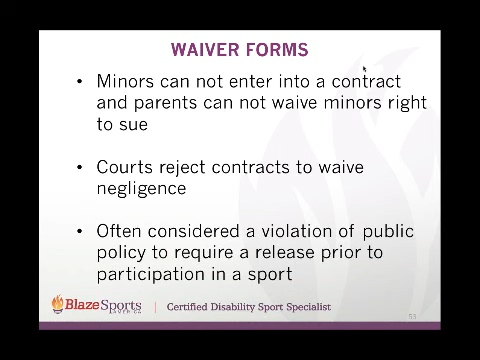 WAIVER FORMS
• Minors can not enter into a contract
and parents can not waive minors right
to sue
• Courts reject contracts to waive
negligence
• Often considered a violation of public
policy to require a release prior to
participation in a sport
BlazeSports | Certified Disability Sport Specialist
AMERICA
53